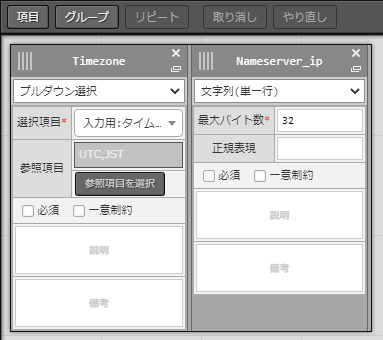 項目 グループ リピート 取り消し やり直し
Timezone
プルダウン選択
選択項目* 入力用:タイム...
参照項目 UTC,JST
参照項目を選択
必須 一意制約
説明
備考
Nameserver_ip
文字列(単一行)
最大バイト数* 32
正規表現
必須 一意制約
説明
備考